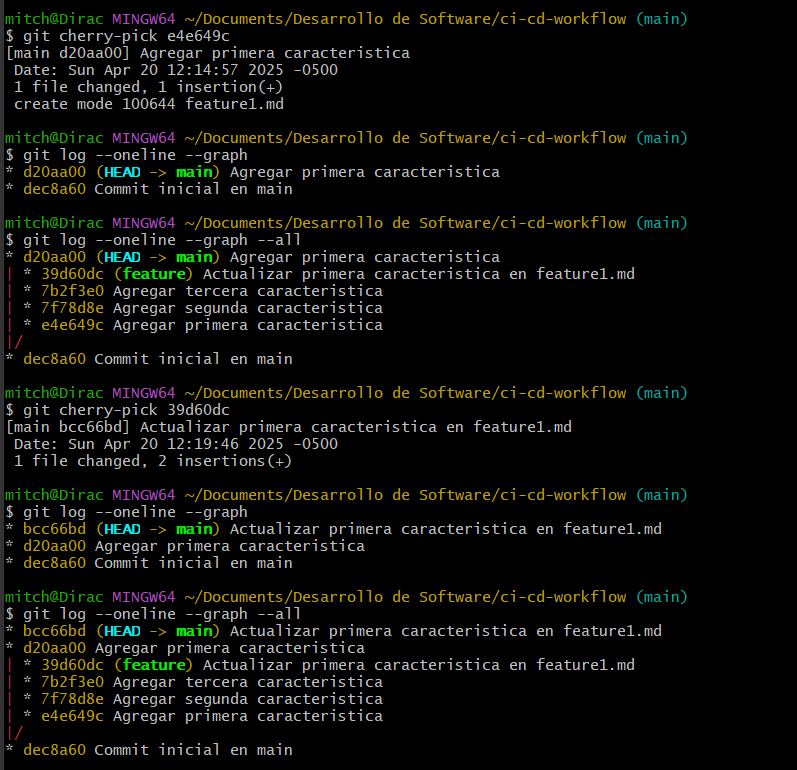 mitch@Dirac MINGW64 ~/Documents/Desarrollo de Software/ci-cd-workflow (main)
$ git cherry-pick e4e649c
[main d20aa00] Agregar primera caracteristica
 Date: Sun Apr 20 12:14:57 2025 -0500
 1 file changed, 1 insertion(+)
 create mode 100644 feature1.md

mitch@Dirac MINGW64 ~/Documents/Desarrollo de Software/ci-cd-workflow (main)
$ git log --oneline --graph
* d20aa00 (HEAD -> main) Agregar primera caracteristica
* dec8a60 Commit inicial en main

mitch@Dirac MINGW64 ~/Documents/Desarrollo de Software/ci-cd-workflow (main)
$ git log --oneline --graph --all
* d20aa00 (HEAD -> main) Agregar primera caracteristica
| * 39d60dc (feature) Actualizar primera caracteristica en feature1.md
| * 7b2f3e0 Agregar tercera caracteristica
| * 7f78d8e Agregar segunda caracteristica
| * e4e649c Agregar primera caracteristica
|/
* dec8a60 Commit inicial en main

mitch@Dirac MINGW64 ~/Documents/Desarrollo de Software/ci-cd-workflow (main)
$ git cherry-pick 39d60dc
[main bcc66bd] Actualizar primera caracteristica en feature1.md
 Date: Sun Apr 20 12:19:46 2025 -0500
 1 file changed, 2 insertions(+)

mitch@Dirac MINGW64 ~/Documents/Desarrollo de Software/ci-cd-workflow (main)
$ git log --oneline --graph
* bcc66bd (HEAD -> main) Actualizar primera caracteristica en feature1.md
* d20aa00 Agregar primera caracteristica
* dec8a60 Commit inicial en main

mitch@Dirac MINGW64 ~/Documents/Desarrollo de Software/ci-cd-workflow (main)
$ git log --oneline --graph --all
* bcc66bd (HEAD -> main) Actualizar primera caracteristica en feature1.md
* d20aa00 Agregar primera caracteristica
| * 39d60dc (feature) Actualizar primera caracteristica en feature1.md
| * 7b2f3e0 Agregar tercera caracteristica
| * 7f78d8e Agregar segunda caracteristica
| * e4e649c Agregar primera caracteristica
|/
* dec8a60 Commit inicial en main